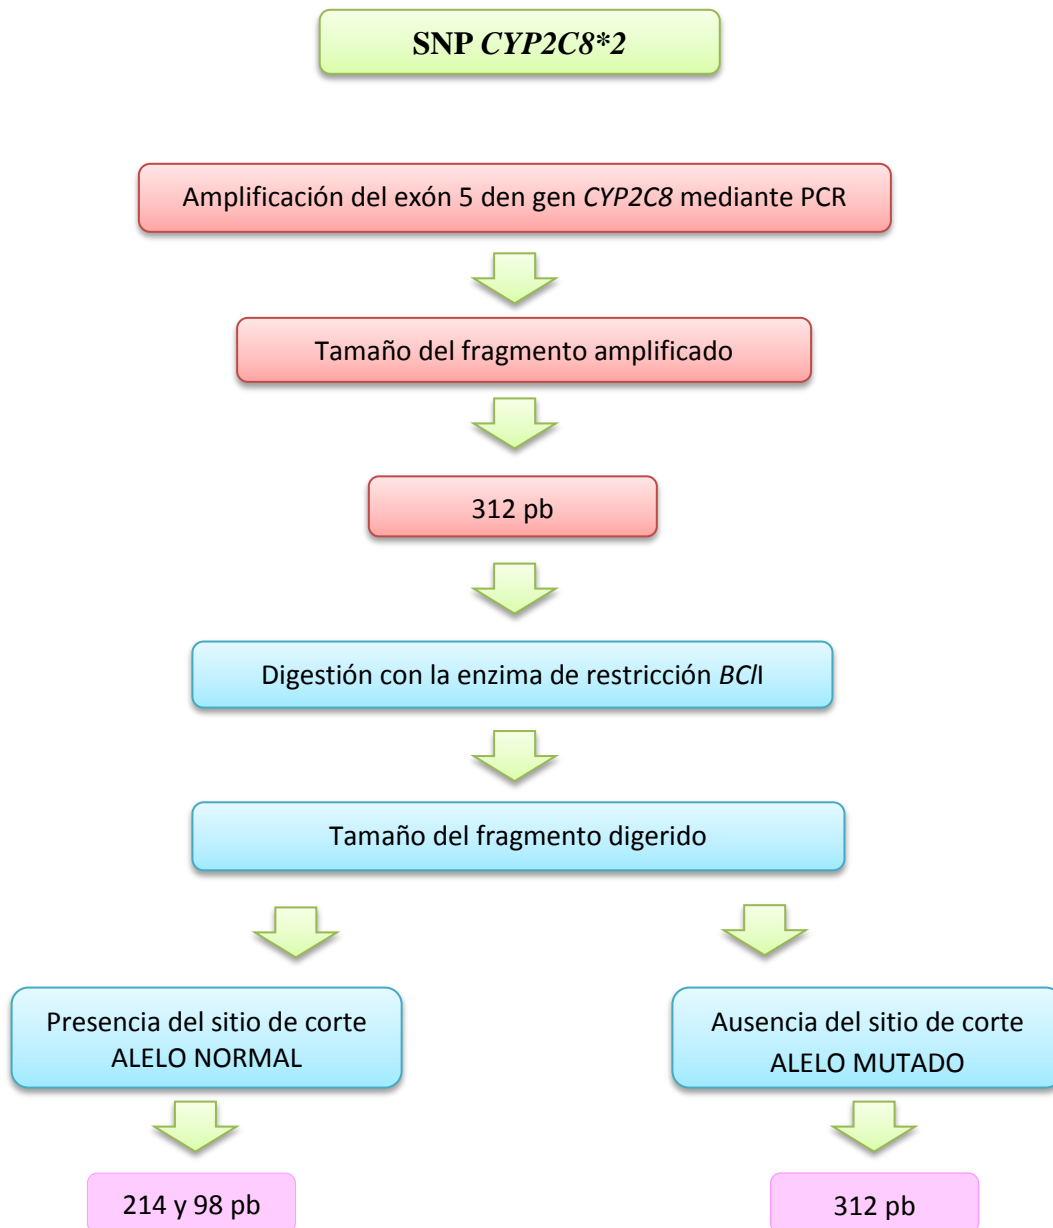 SNP CYP2C8*2
Amplificación del exón 5 den gen CYP2C8 mediante PCR
Tamaño del fragmento amplificado
312 pb
Digestión con la enzima de restricción BClI
Tamaño del fragmento digerido
Presencia del sitio de corte
ALELO NORMAL
Ausencia del sitio de corte
ALELO MUTADO
214 y 98 pb
312 pb